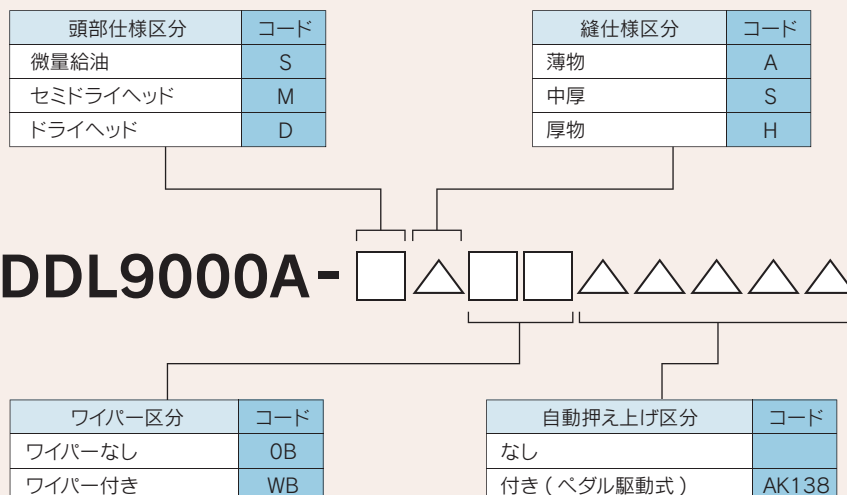 頭部仕様区分 コード
微量給油 S
セミドライヘッド M
ドライヘッド D
縫仕様区分 コード
薄物 A
中厚 S
厚物 H
DDL9000A-□△□□△△△△△
ワイパー区分 コード
ワイパーなし 0B
ワイパー付き WB
自動押え上げ区分 コード
なし
付き ( ペダル駆動式 ) AK138